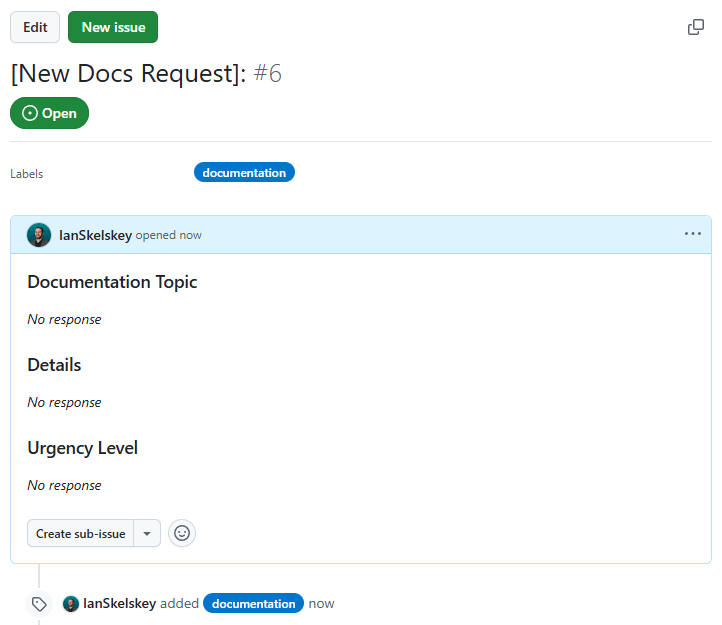 Edit New issue
[New Docs Request]: #6
Open
Labels documentation
IanSkelskey opened now
Documentation Topic
No response
Details
No response
Urgency Level
No response
Create sub-issue
IanSkelskey added documentation now